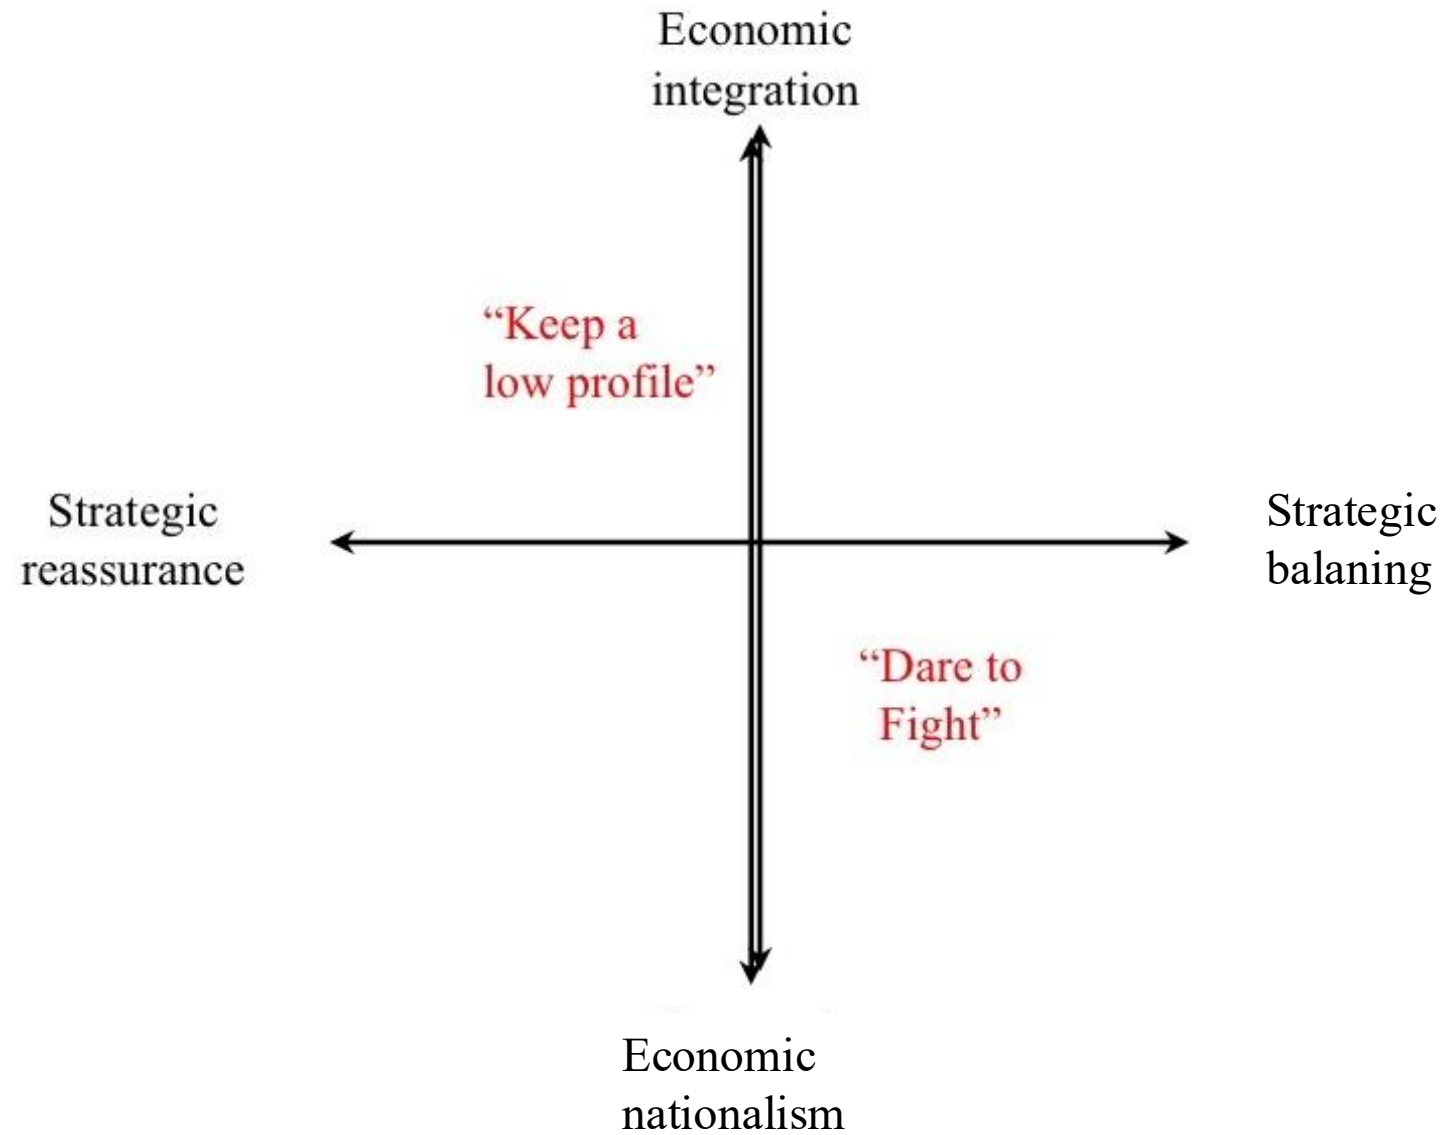 Economic
integration
“Keep a
low profile”
Strategic
reassurance
Strategic
balaning
“Dare to
Fight”
Economic
nationalism